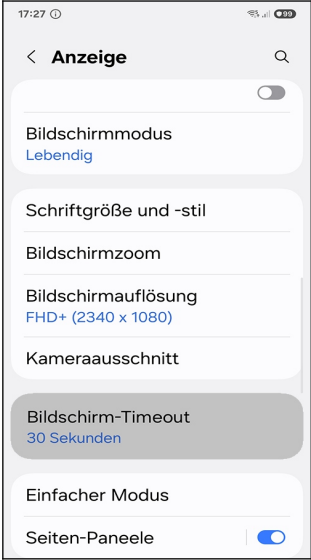 17:27
99
Anzeige
Bildschirmmodus
Lebendig
Schriftgröße und -stil
Bildschirmzoom
Bildschirmauflösung
FHD+ (2340 x 1080)
Kameraausschnitt
Bildschirm-Timeout
30 Sekunden
Einfacher Modus
Seiten-Paneele